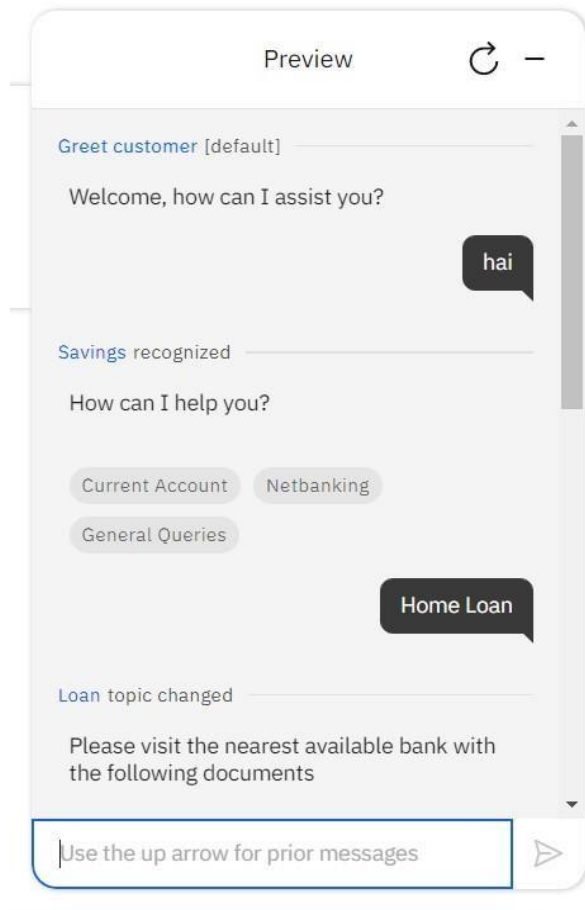 Preview
Greet customer [default]
Welcome, how can I assist you?
hai
Savings recognized
How can I help you?
Current Account Netbanking
General Queries
Home Loan
Loan topic changed
Please visit the nearest available bank with
the following documents
Use the up arrow for prior messages